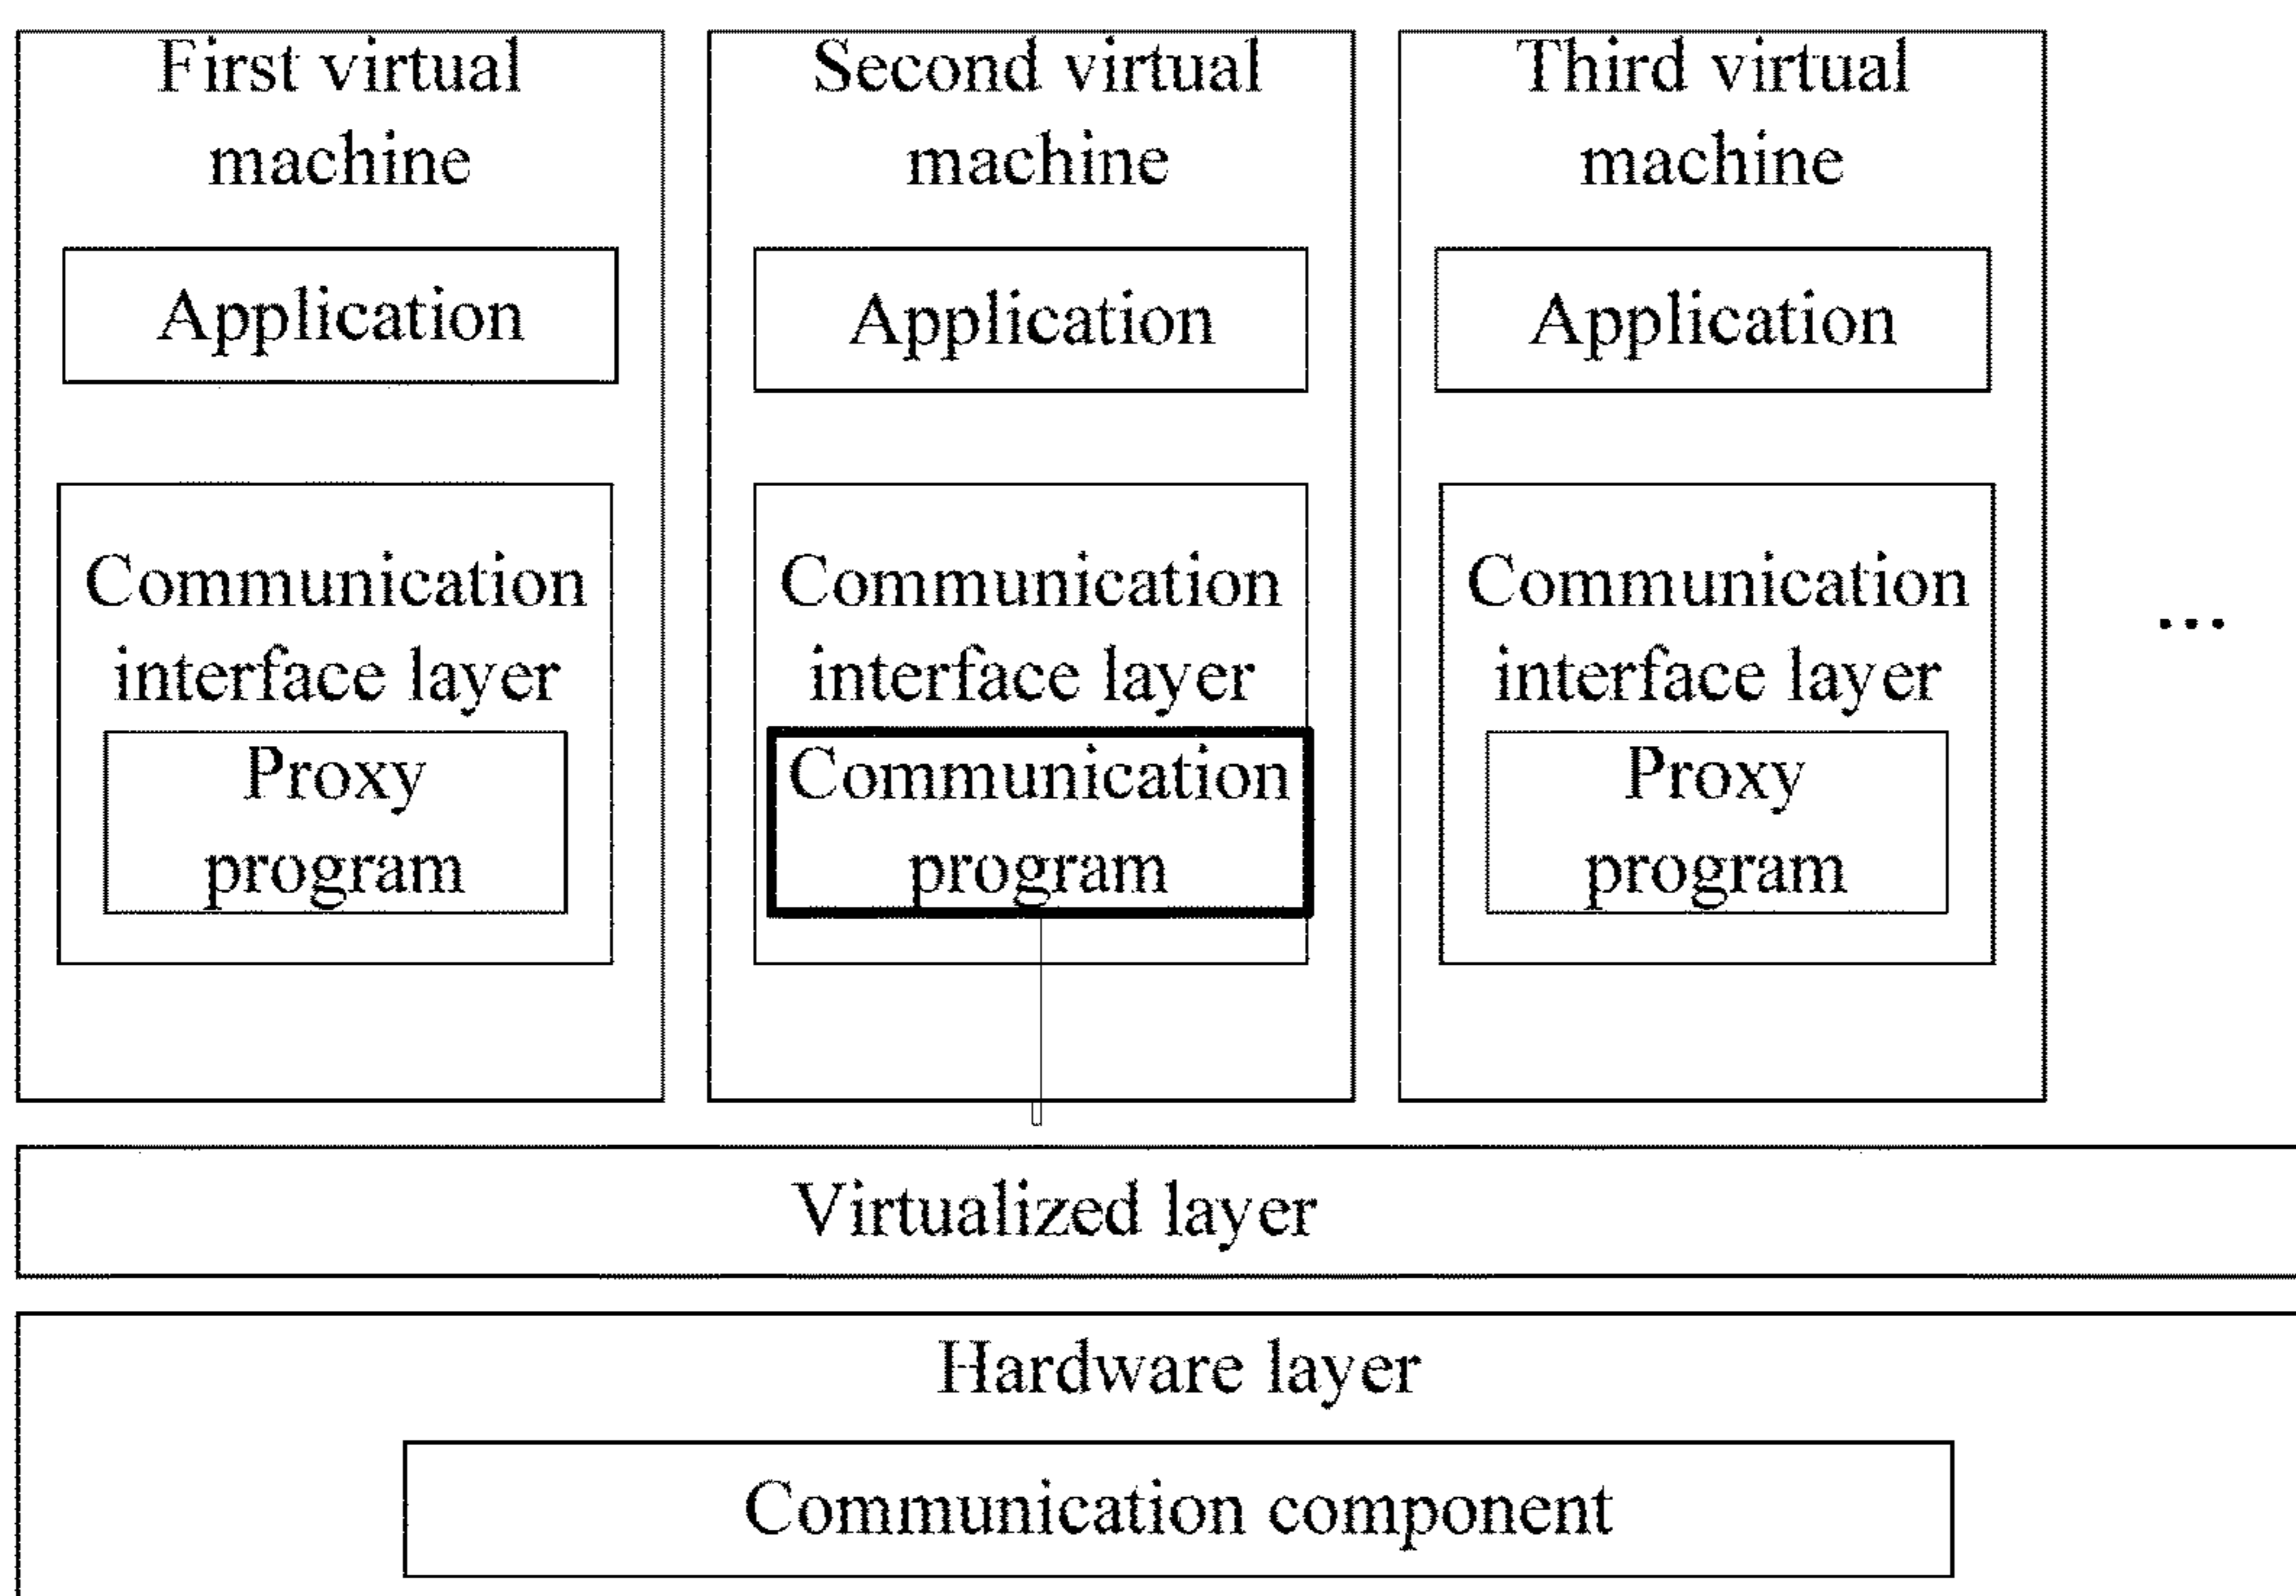 First virtual
machine
Application
Communication
interface layer
Proxy
program
Second virtual
machine
Application
Communication
interface layer
Communication
program
Third virtual
machine
Application
Communication
interface layer
Proxy
program
...
Virtualized layer
Hardware layer
Communication component